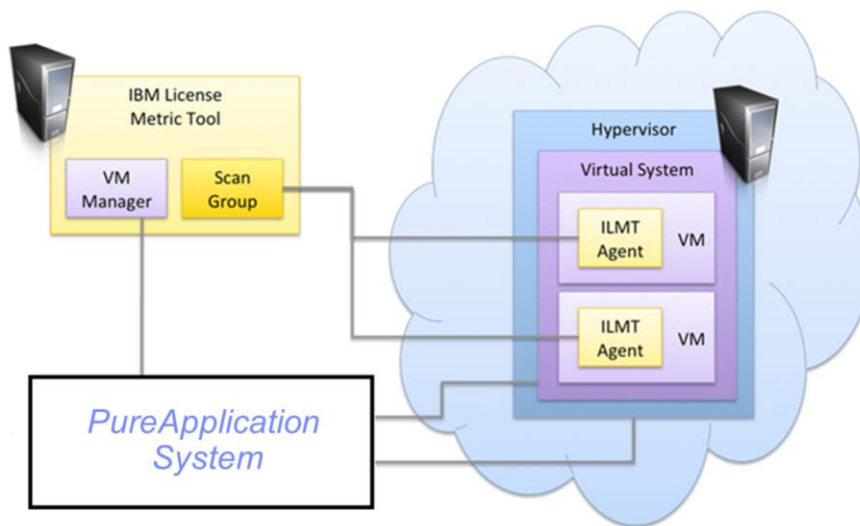 IBM License
Metric Tool
VM
Manager
Scan
Group
Hypervisor
Virtual System
ILMT
Agent
VM
ILMT
Agent
VM
PureApplication
System